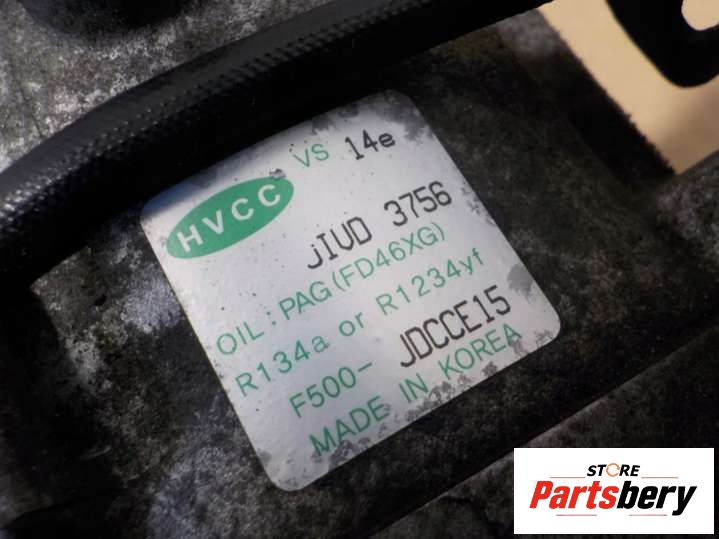 HVCC VS 14e
jIVD 3756
OIL : PAG (FD46XG)
R134a or R1234yf
F500- JDCCE15
MADE IN KOREA
STORE
Partsbery